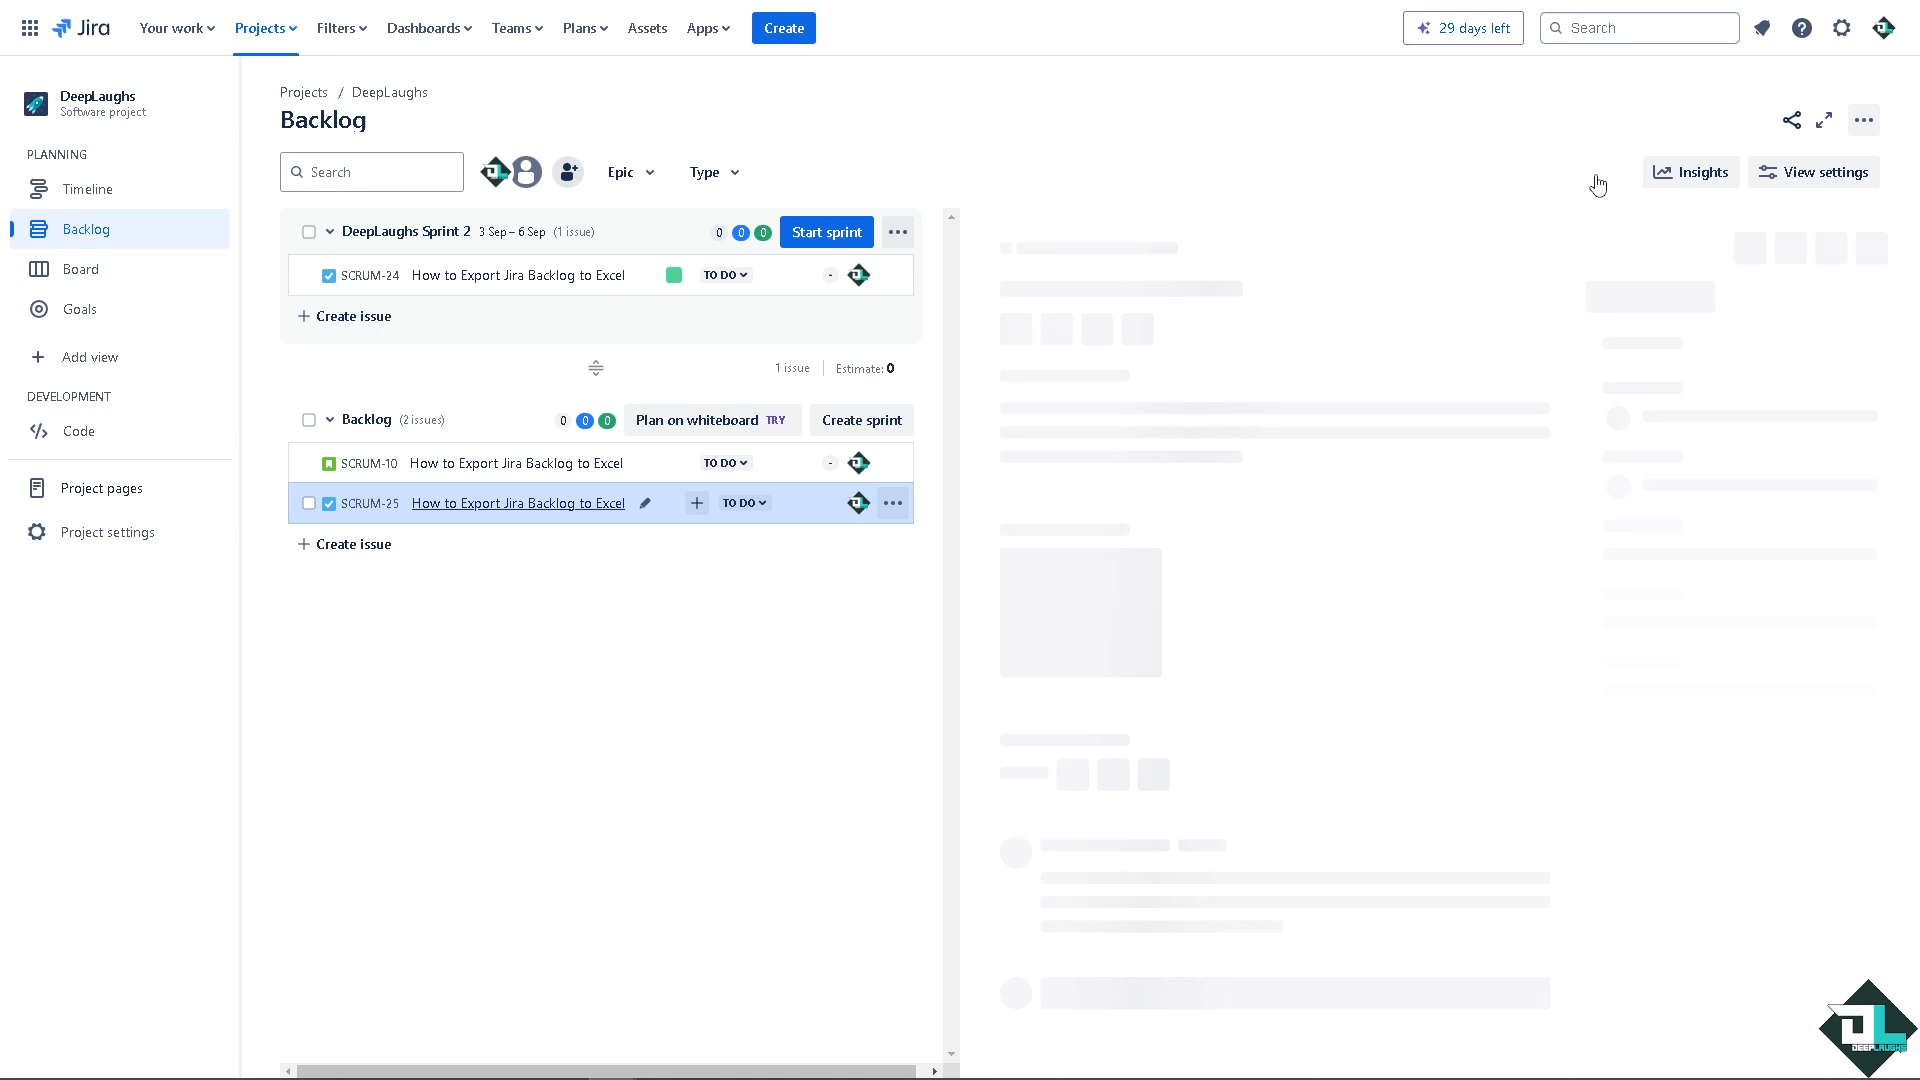 Jira Your work Projects Filters Dashboards Teams Plans Assets Apps Create 29 days left Search
DeepLaughs
Software project
PLANNING
Timeline
Backlog
Board
Goals
Add view
DEVELOPMENT
Code
Project pages
Project settings
Projects / DeepLaughs
Backlog
Search Epic Type Insights View settings
DeepLaughs Sprint 2 3 Sep – 6 Sep (1 issue) 0 0 0 Start sprint
SCRUM-24 How to Export Jira Backlog to Excel TO DO -
+ Create issue
1 issue Estimate: 0
Backlog (2 issues) 0 0 0 Plan on whiteboard TRY Create sprint
SCRUM-10 How to Export Jira Backlog to Excel TO DO -
SCRUM-25 How to Export Jira Backlog to Excel TO DO
+ Create issue
DEEPLAUGHS